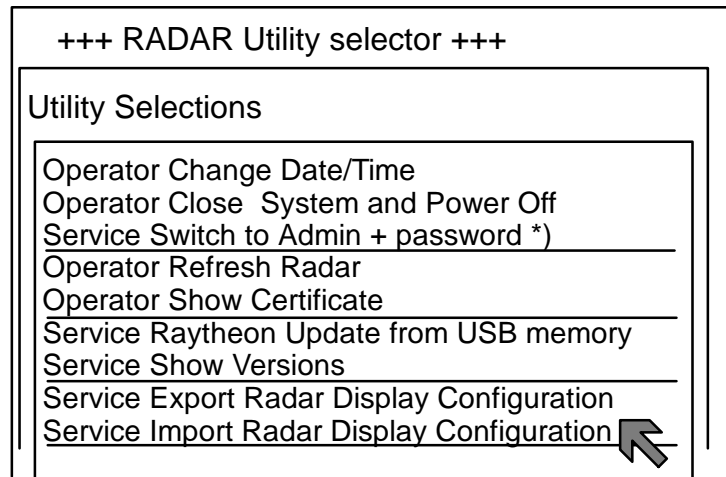 +++ RADAR Utility selector +++
Utility Selections
Operator Change Date/Time
Operator Close System and Power Off
Service Switch to Admin + password *)
Operator Refresh Radar
Operator Show Certificate
Service Raytheon Update from USB memory
Service Show Versions
Service Export Radar Display Configuration
Service Import Radar Display Configuration